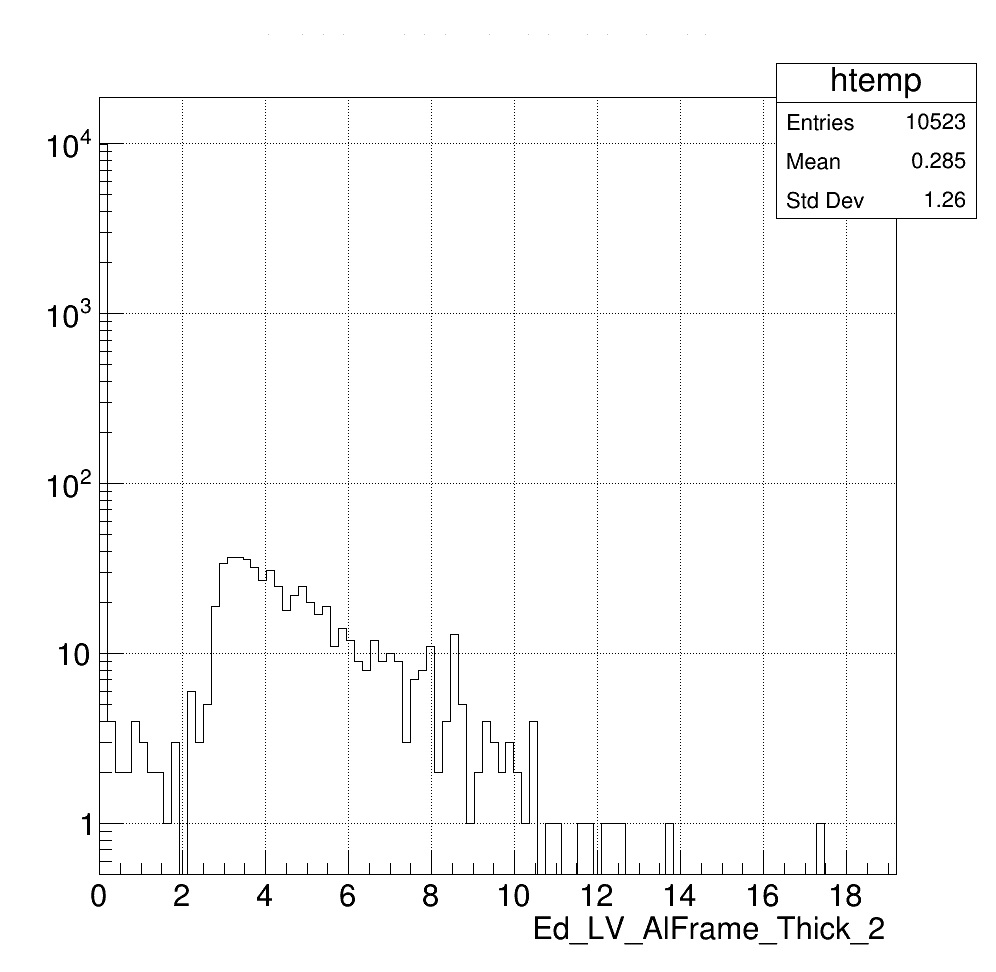 htemp
Entries 10523
Mean 0.285
Std Dev 1.26
10⁴
10³
10²
10
1
0 2 4 6 8 10 12 14 16 18
Ed_LV_AlFrame_Thick_2